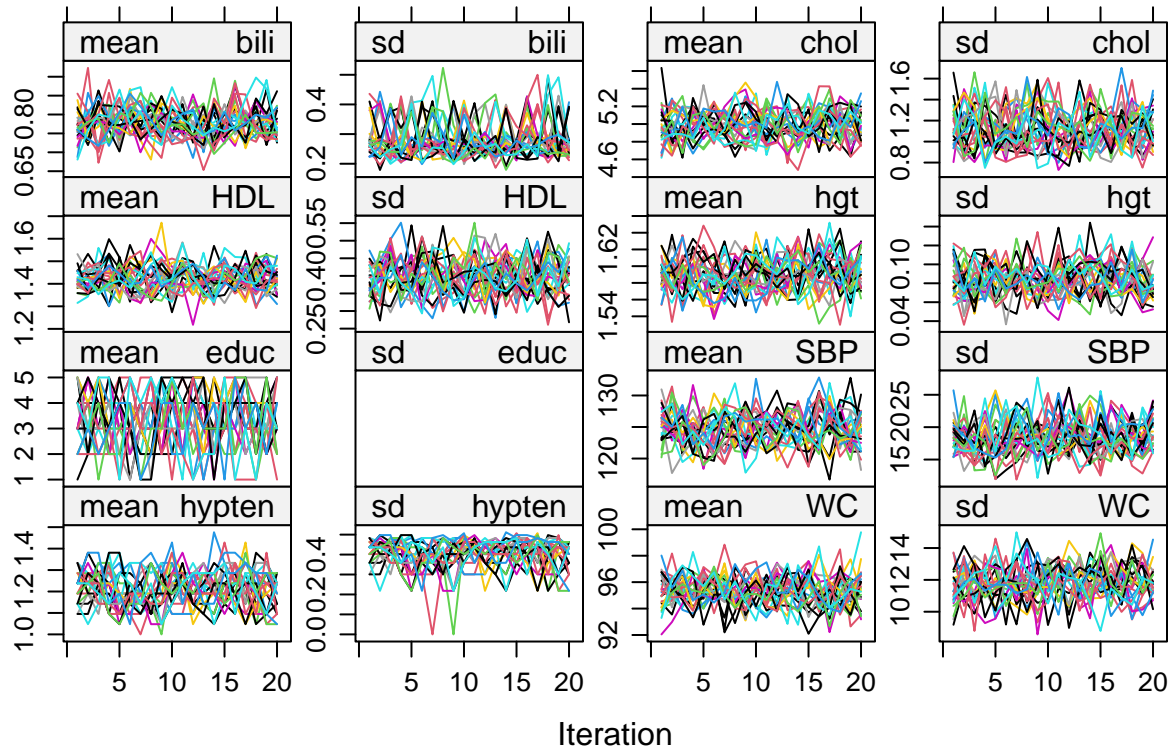 mean bili
sd bili
mean chol
sd chol
0.65 0.80
0.2 0.4
4.6 5.2
0.8 1.2 1.6
mean HDL
sd HDL
mean hgt
sd hgt
1.2 1.4 1.6
0.25 0.40 0.55
1.54 1.62
0.04 0.10
mean educ
sd educ
mean SBP
sd SBP
1 2 3 4 5
120 130
15 20 25
mean hypten
sd hypten
mean WC
sd WC
1.0 1.2 1.4
0.0 0.2 0.4
92 96 100
10 12 14
5 10 15 20
5 10 15 20
5 10 15 20
5 10 15 20
Iteration